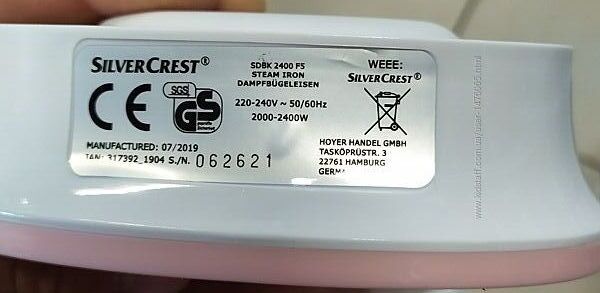 SILVERCREST®
SDBK 2400 F5
STEAM IRON
DAMPFBÜGELEISEN
220-240V ~ 50/60Hz
2000-2400W
WEEE:
SILVERCREST®
CE
SGS
GS
MANUFACTURED: 07/2019
IAN: 317392_1904 S./N. 062621
HOYER HANDEL GMBH
TASKÖPRÜSTR. 3
22761 HAMBURG